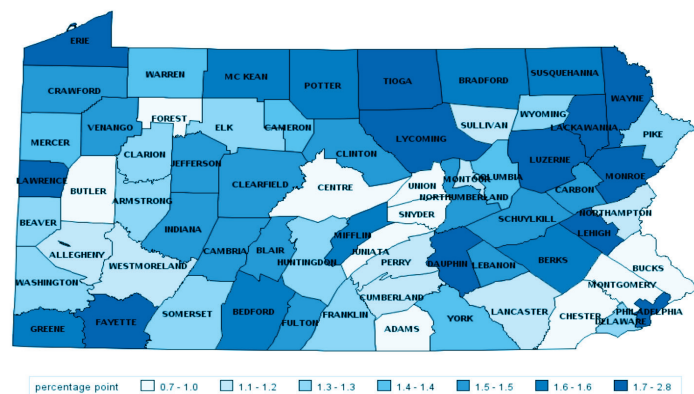 ERIE
WARREN
MC KEAN
POTTER
TIOGA
BRADFORD
SUSQUEHANNA
WAYNE
CRAWFORD
FOREST
ELK
CAMERON
SULLIVAN
WYOMING
LACKAWANNA
PIKE
VENANGO
MERCER
CLARION
JEFFERSON
CLINTON
LYCOMING
LUZERNE
MONROE
LAWRENCE
BUTLER
ARMSTRONG
CLEARFIELD
CENTRE
UNION
MONTOUR
COLUMBIA
NORTHUMBERLAND
CARBON
BEAVER
INDIANA
SNYDER
SCHUYLKILL
NORTHAMPTON
LEHIGH
ALLEGHENY
WESTMORELAND
CAMBRIA
BLAIR
HUNTINGDON
MIFFLIN
JUNIATA
PERRY
DAUPHIN
LEBANON
BERKS
BUCKS
MONTGOMERY
WASHINGTON
SOMERSET
BEDFORD
FULTON
FRANKLIN
CUMBERLAND
ADAMS
YORK
LANCASTER
CHESTER
DELAWARE
PHILADELPHIA
GREENE
FAYETTE
percentage point 0.7 - 1.0 1.1 - 1.2 1.3 - 1.3 1.4 - 1.4 1.5 - 1.5 1.6 - 1.6 1.7 - 2.8